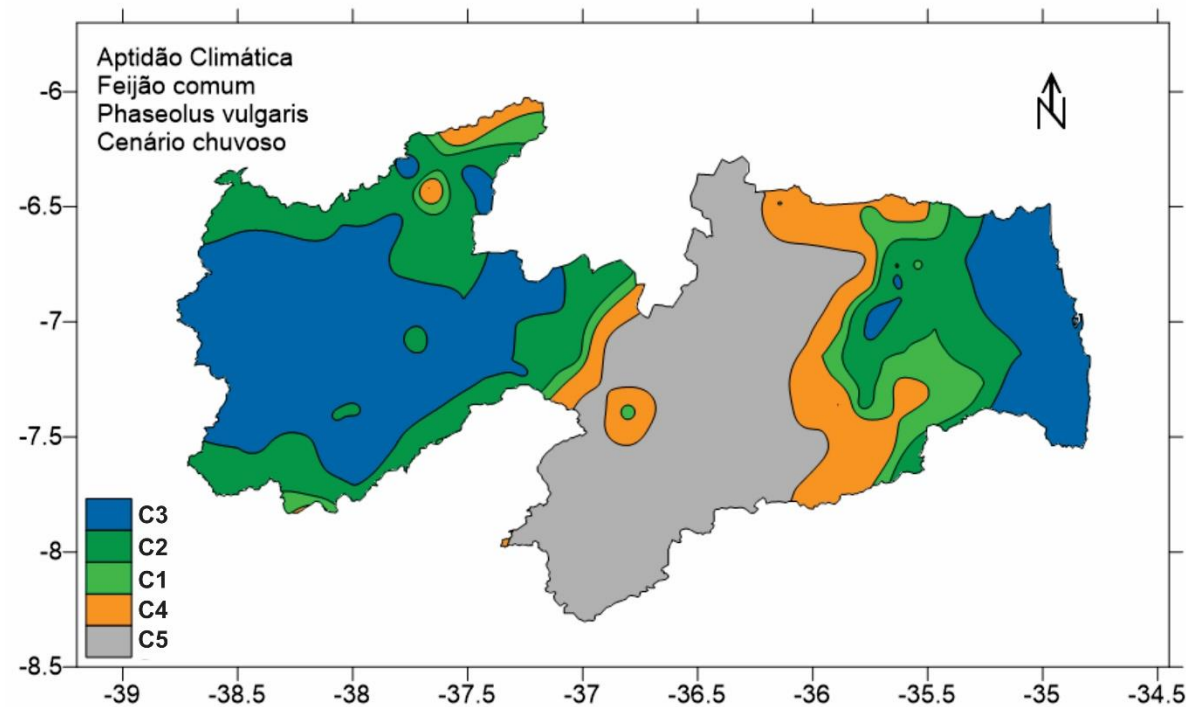 Aptidão Climática
Feijão comum
Phaseolus vulgaris
Cenário chuvoso
N
-6
-6.5
-7
-7.5
-8
-8.5
C3
C2
C1
C4
C5
-39
-38.5
-38
-37.5
-37
-36.5
-36
-35.5
-35
-34.5